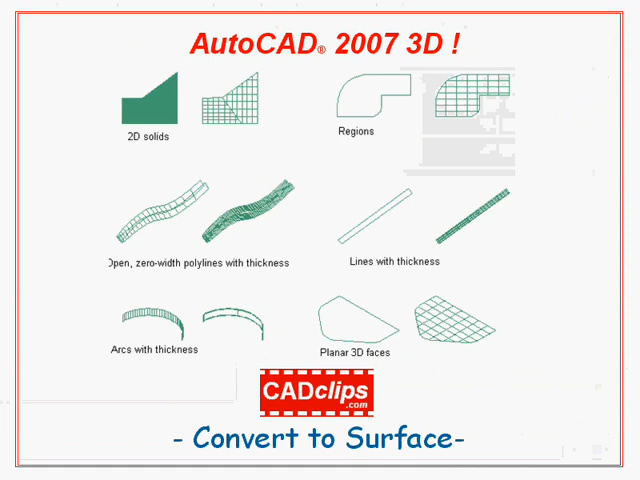 AutoCAD® 2007 3D !
2D solids
Regions
Open, zero-width polylines with thickness
Lines with thickness
Arcs with thickness
Planar 3D faces
CADclips
.com
- Convert to Surface-